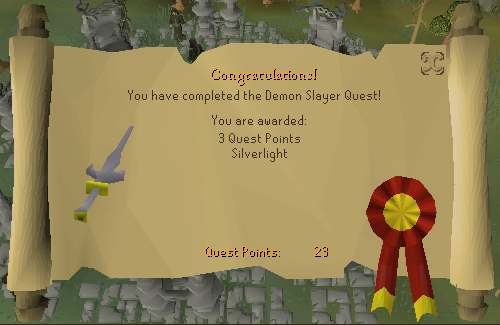 Congratulations!
You have completed the Demon Slayer Quest!
You are awarded:
3 Quest Points
Silverlight
Quest Points: 23